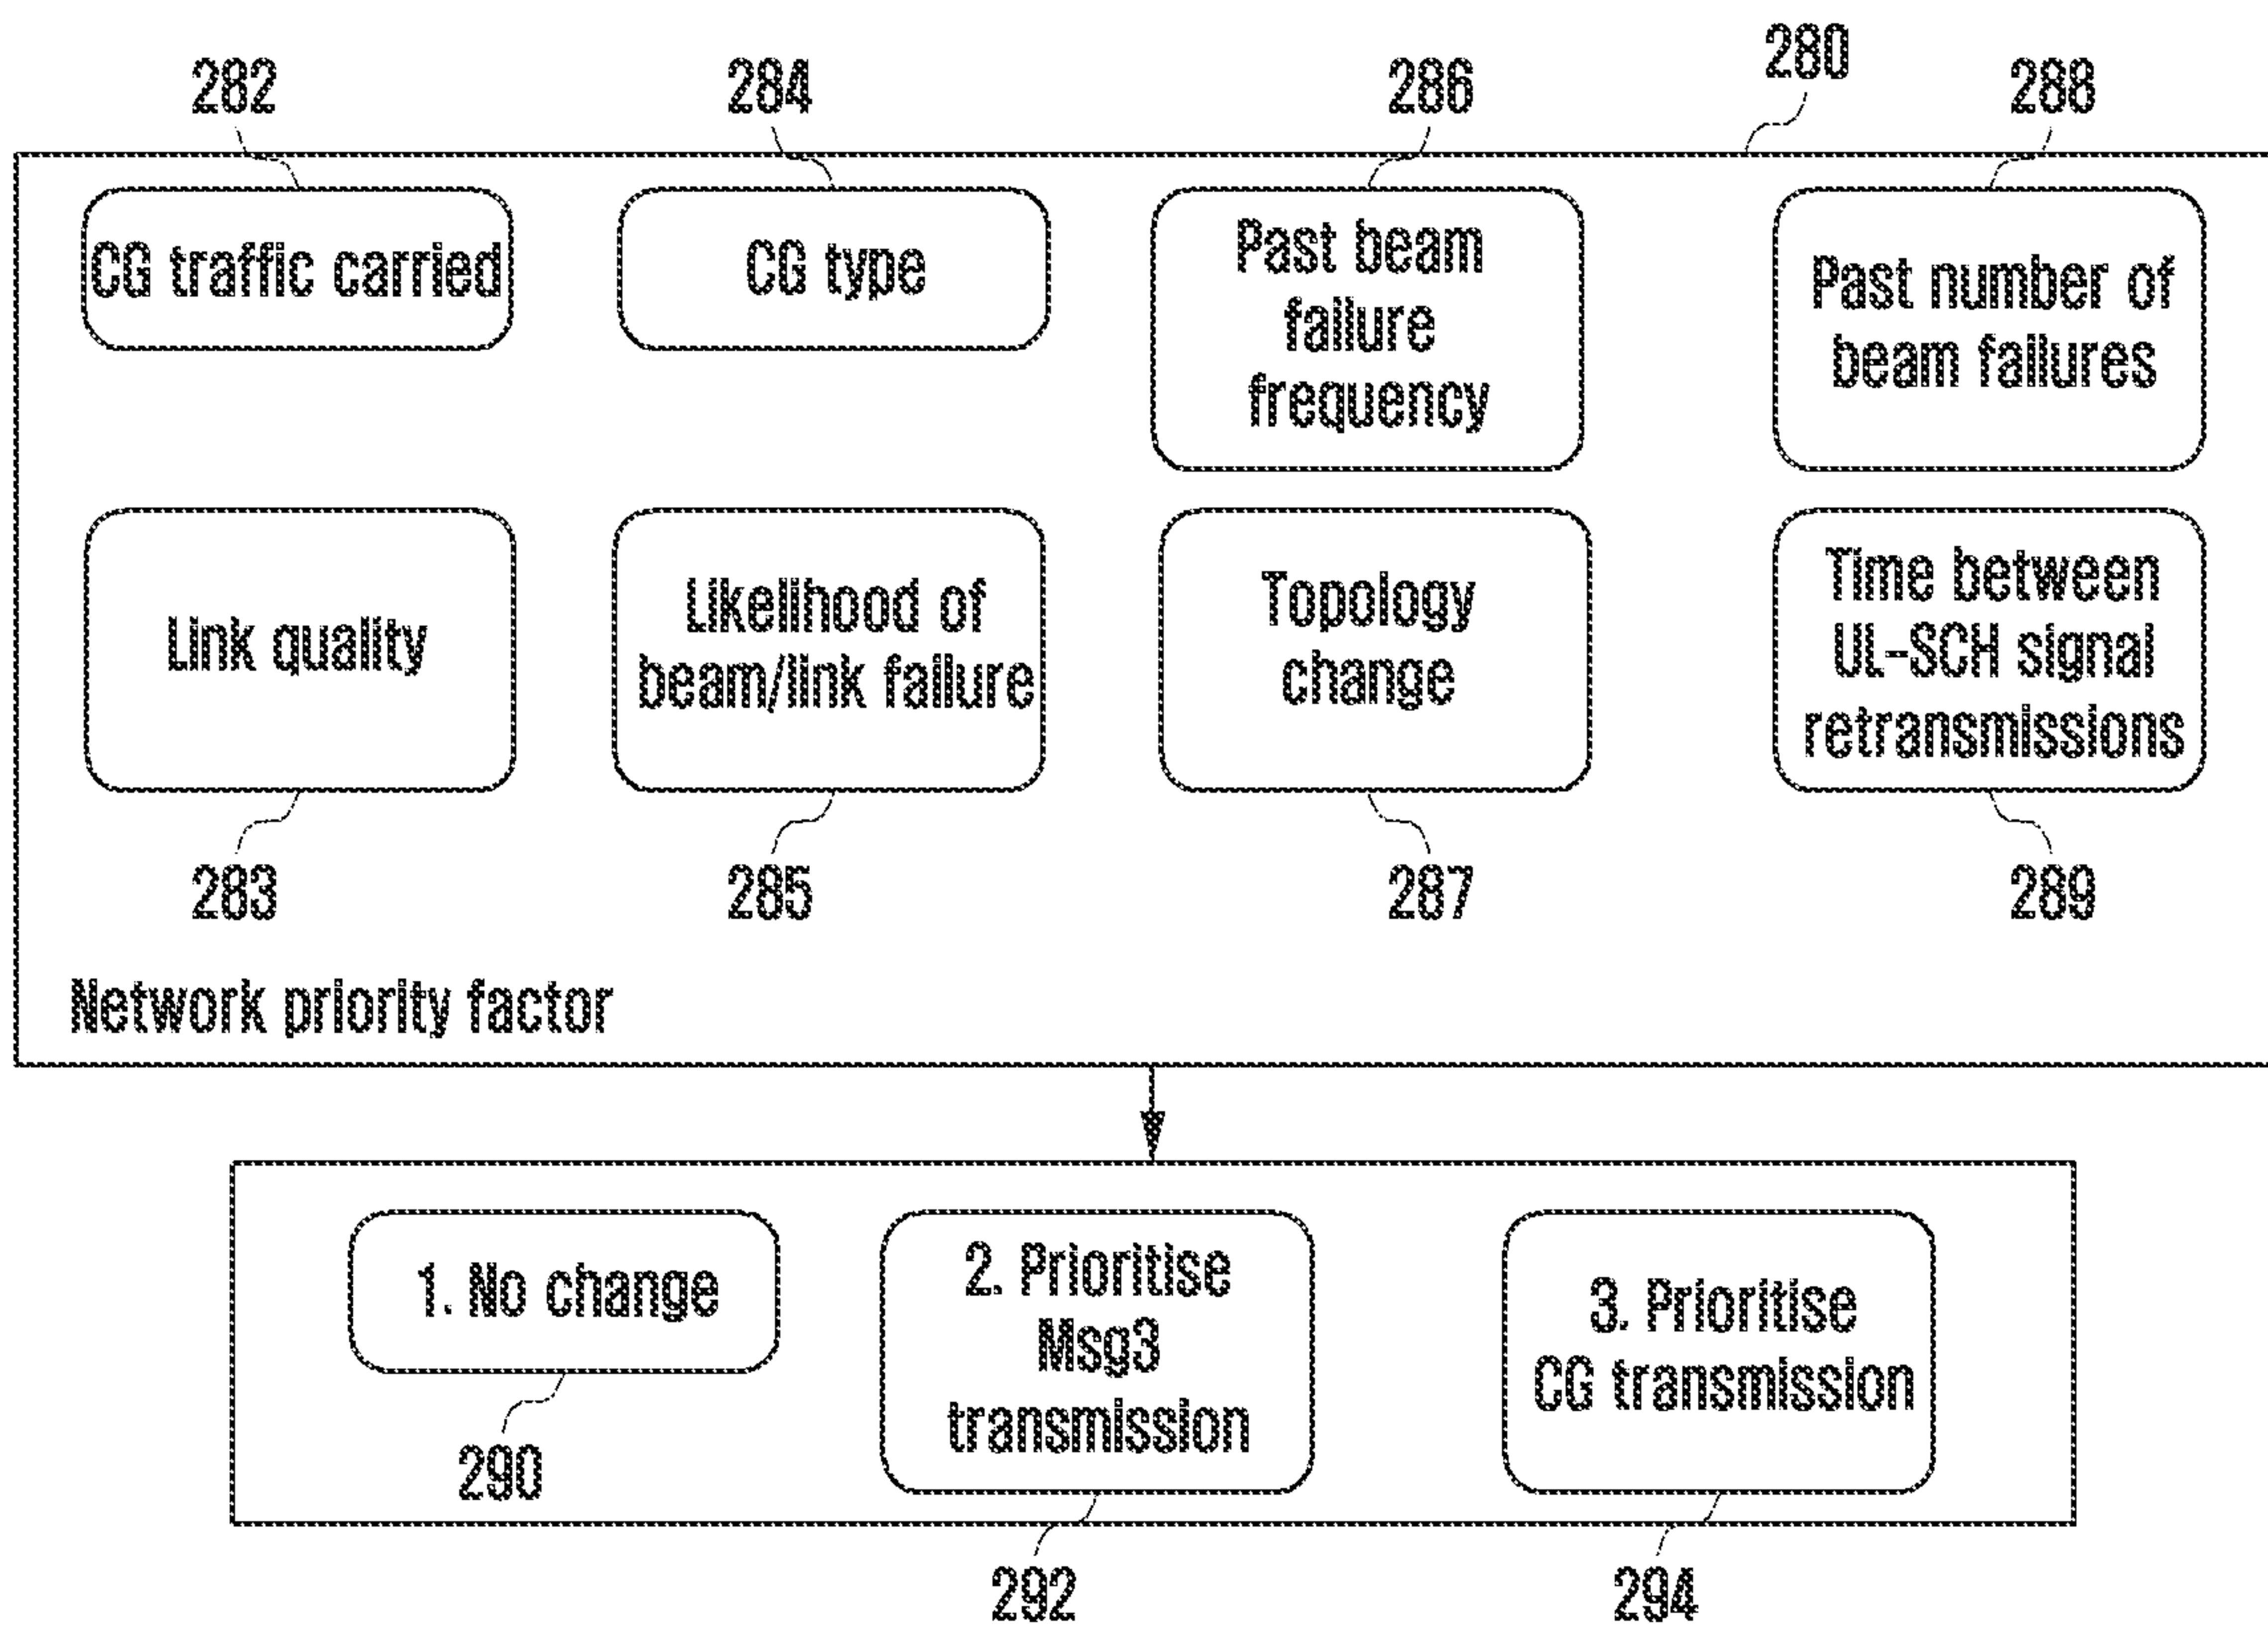 280
282
284
286
288
CG traffic carried
CG type
Past beam
failure
frequency
Past number of
beam failures
Link quality
Likelihood of
beam/link failure
Topology
change
Time between
UL-SCH signal
retransmissions
283
285
287
289
Network priority factor
1. No change
2. Prioritise
Msg3
transmission
3. Prioritise
CG transmission
290
292
294